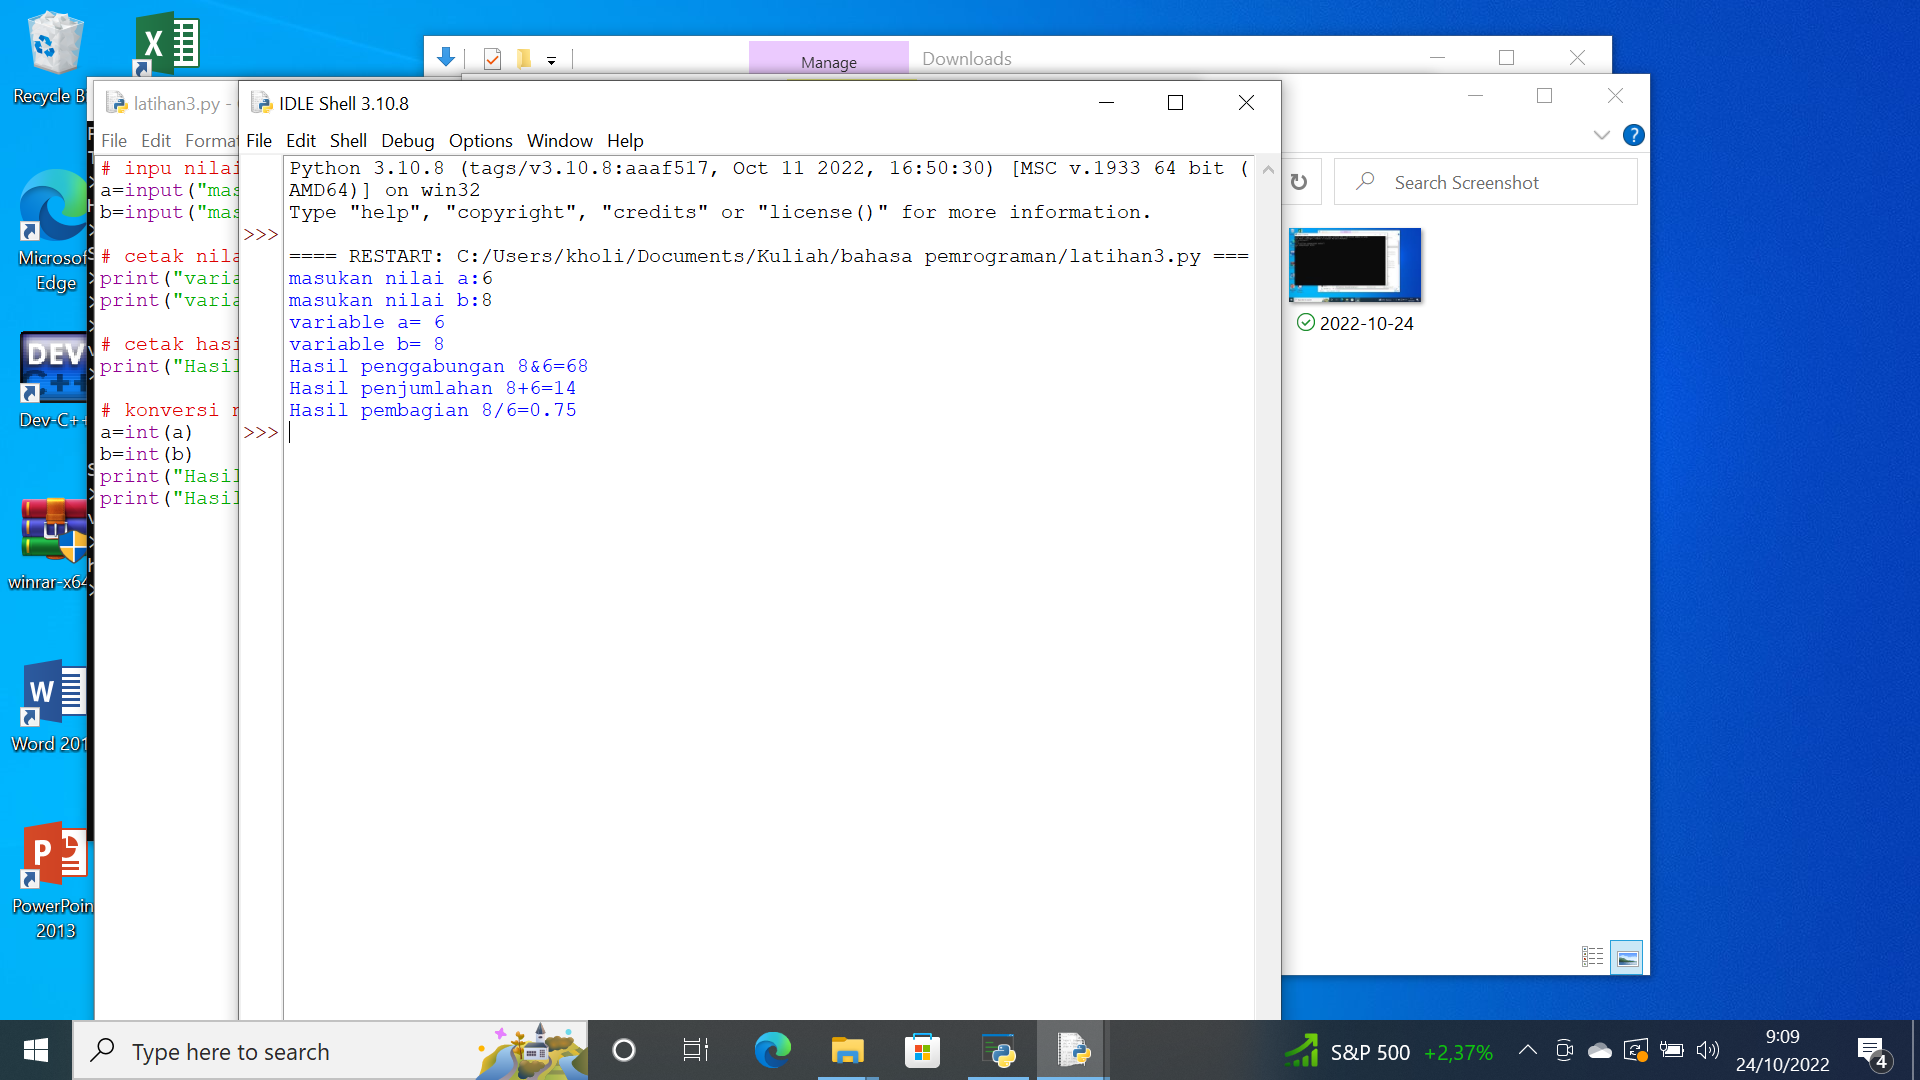 Recycle B
Manage
Downloads
latihan3.py -
IDLE Shell 3.10.8
File Edit Format
File Edit Shell Debug Options Window Help
# inpu nilai
a=input("mas
b=input("mas
# cetak nila
print("varia
print("varia
# cetak hasi
print("Hasil
# konversi n
a=int(a)
b=int(b)
print("Hasil
print("Hasil
Python 3.10.8 (tags/v3.10.8:aaaf517, Oct 11 2022, 16:50:30) [MSC v.1933 64 bit (
AMD64)] on win32
Type "help", "copyright", "credits" or "license()" for more information.
>>>
==== RESTART: C:/Users/kholi/Documents/Kuliah/bahasa pemrograman/latihan3.py ===
masukan nilai a:6
masukan nilai b:8
variable a= 6
variable b= 8
Hasil penggabungan 8&6=68
Hasil penjumlahan 8+6=14
Hasil pembagian 8/6=0.75
>>>
Search Screenshot
2022-10-24
Microsof
Edge
DEV
C++
Dev-C++
winrar-x64
Word 201
PowerPoin
2013
Type here to search
S&P 500 +2,37%
9:09
24/10/2022
4